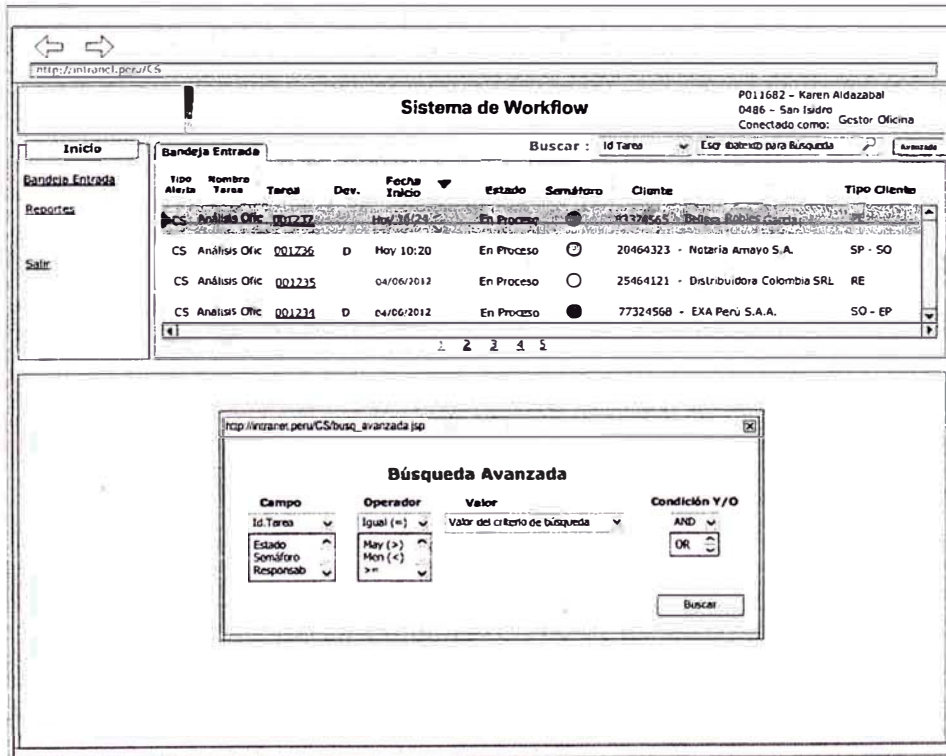 http://intranet.peru/CS
Sistema de Workflow
P011682 - Karen Aldazabal
0486 - San Isidro
Conectado como: Gestor Oficina
Inicio
Bandeja Entrada
Reportes
Salir
Bandeja Entrada
Buscar : Id Tarea Búsqueda Avanzada
Tipo Alerta Nombre Tarea Tarea Dev. Fecha Inicio Estado Semáforo Cliente Tipo Cliente
CS Análisis Ofic 001237 En Proceso
CS Análisis Ofic 001236 D Hoy 10:20 En Proceso 20464323 - Notaria Amayo S.A. SP - SO
CS Análisis Ofic 001235 04/06/2012 En Proceso 25464121 - Distribuidora Colombia SRL RE
CS Analisis Ofic 001234 D 04/06/2012 En Proceso 77324568 - EXA Perú S.A.A. SO - EP
1 2 3 4 5
http://intranet.peru/CS/busq_avanzada.jsp
Búsqueda Avanzada
Campo Operador Valor Condición Y/O
Id.Tarea Igual (=) Valor del criterio de búsqueda AND
Estado May (>) OR
Semáforo Men (<)
Responsab >=
Buscar